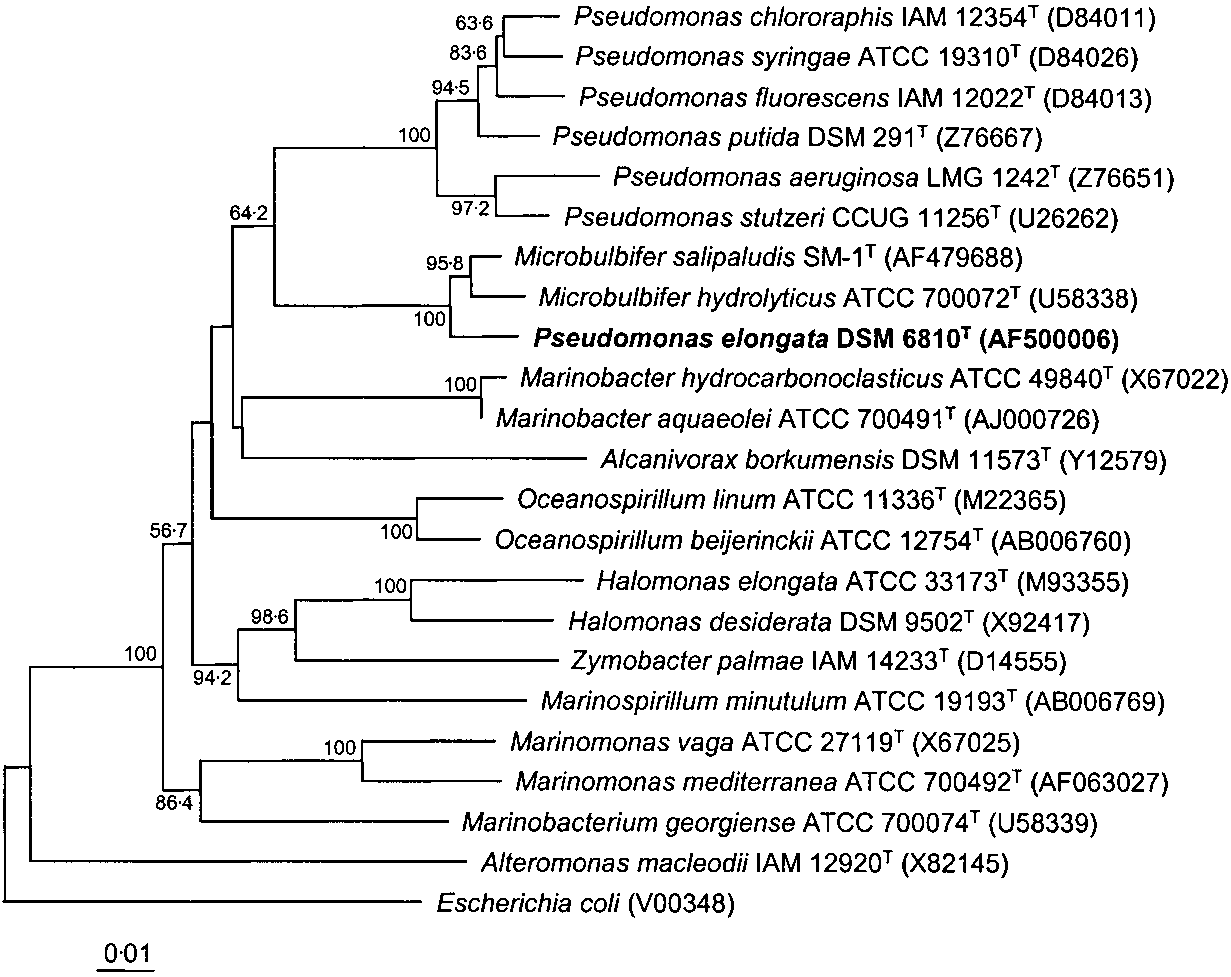 63·6
Pseudomonas chlororaphis IAM 12354ᵀ (D84011)
83·6
Pseudomonas syringae ATCC 19310ᵀ (D84026)
94·5
Pseudomonas fluorescens IAM 12022ᵀ (D84013)
100
Pseudomonas putida DSM 291ᵀ (Z76667)
Pseudomonas aeruginosa LMG 1242ᵀ (Z76651)
97·2
Pseudomonas stutzeri CCUG 11256ᵀ (U26262)
64·2
Microbulbifer salipaludis SM-1ᵀ (AF479688)
95·8
Microbulbifer hydrolyticus ATCC 700072ᵀ (U58338)
100
Pseudomonas elongata DSM 6810ᵀ (AF500006)
Marinobacter hydrocarbonoclasticus ATCC 49840ᵀ (X67022)
100
Marinobacter aquaeolei ATCC 700491ᵀ (AJ000726)
Alcanivorax borkumensis DSM 11573ᵀ (Y12579)
Oceanospirillum linum ATCC 11336ᵀ (M22365)
100
56·7
Oceanospirillum beijerinckii ATCC 12754ᵀ (AB006760)
Halomonas elongata ATCC 33173ᵀ (M93355)
100
98·6
Halomonas desiderata DSM 9502ᵀ (X92417)
100
Zymobacter palmae IAM 14233ᵀ (D14555)
94·2
Marinospirillum minutulum ATCC 19193ᵀ (AB006769)
Marinomonas vaga ATCC 27119ᵀ (X67025)
100
Marinomonas mediterranea ATCC 700492ᵀ (AF063027)
86·4
Marinobacterium georgiense ATCC 700074ᵀ (U58339)
Alteromonas macleodii IAM 12920ᵀ (X82145)
Escherichia coli (V00348)
0·01